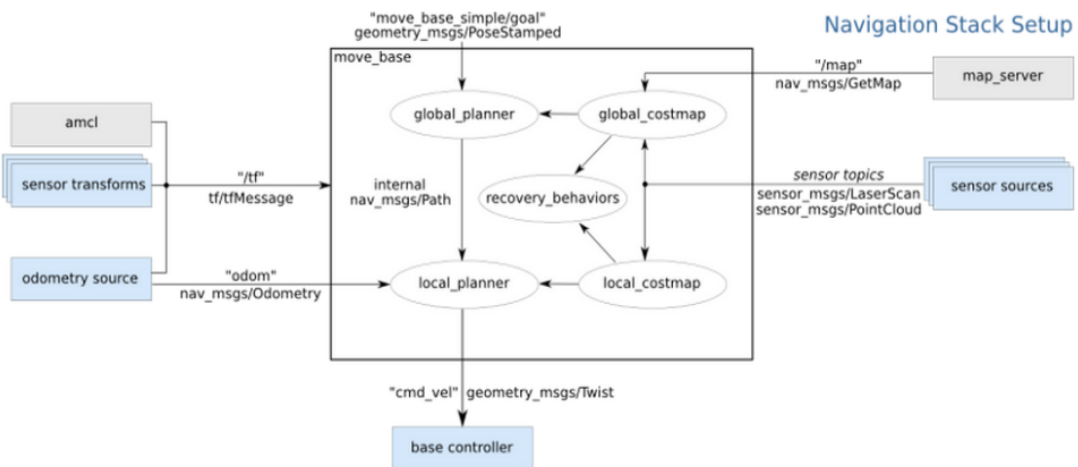 "move_base_simple/goal"
geometry_msgs/PoseStamped
Navigation Stack Setup
move_base
"/map"
nav_msgs/GetMap
map_server
amcl
global_planner
global_costmap
sensor transforms
"/tf"
tf/tfMessage
internal
nav_msgs/Path
recovery_behaviors
sensor topics
sensor_msgs/LaserScan
sensor_msgs/PointCloud
sensor sources
odometry source
"odom"
nav_msgs/Odometry
local_planner
local_costmap
"cmd_vel" geometry_msgs/Twist
base controller